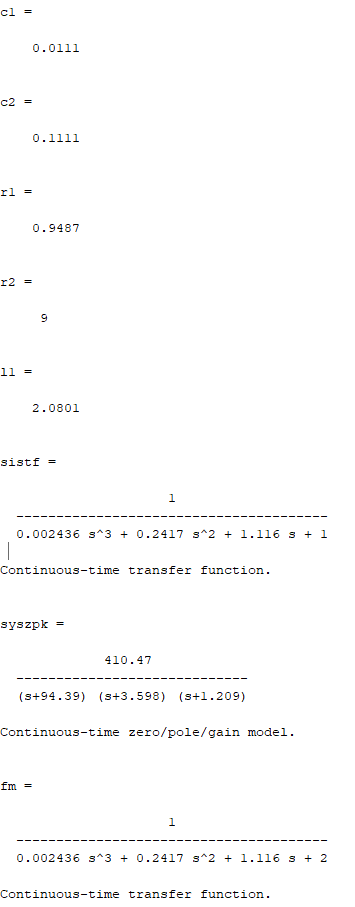 c1 =
0.0111
c2 =
0.1111
r1 =
0.9487
r2 =
9
l1 =
2.0801
sistf =
1
---------------------------------------
0.002436 s^3 + 0.2417 s^2 + 1.116 s + 1
Continuous-time transfer function.
syszpk =
410.47
-----------------------------
(s+94.39) (s+3.598) (s+1.209)
Continuous-time zero/pole/gain model.
fm =
1
---------------------------------------
0.002436 s^3 + 0.2417 s^2 + 1.116 s + 2
Continuous-time transfer function.